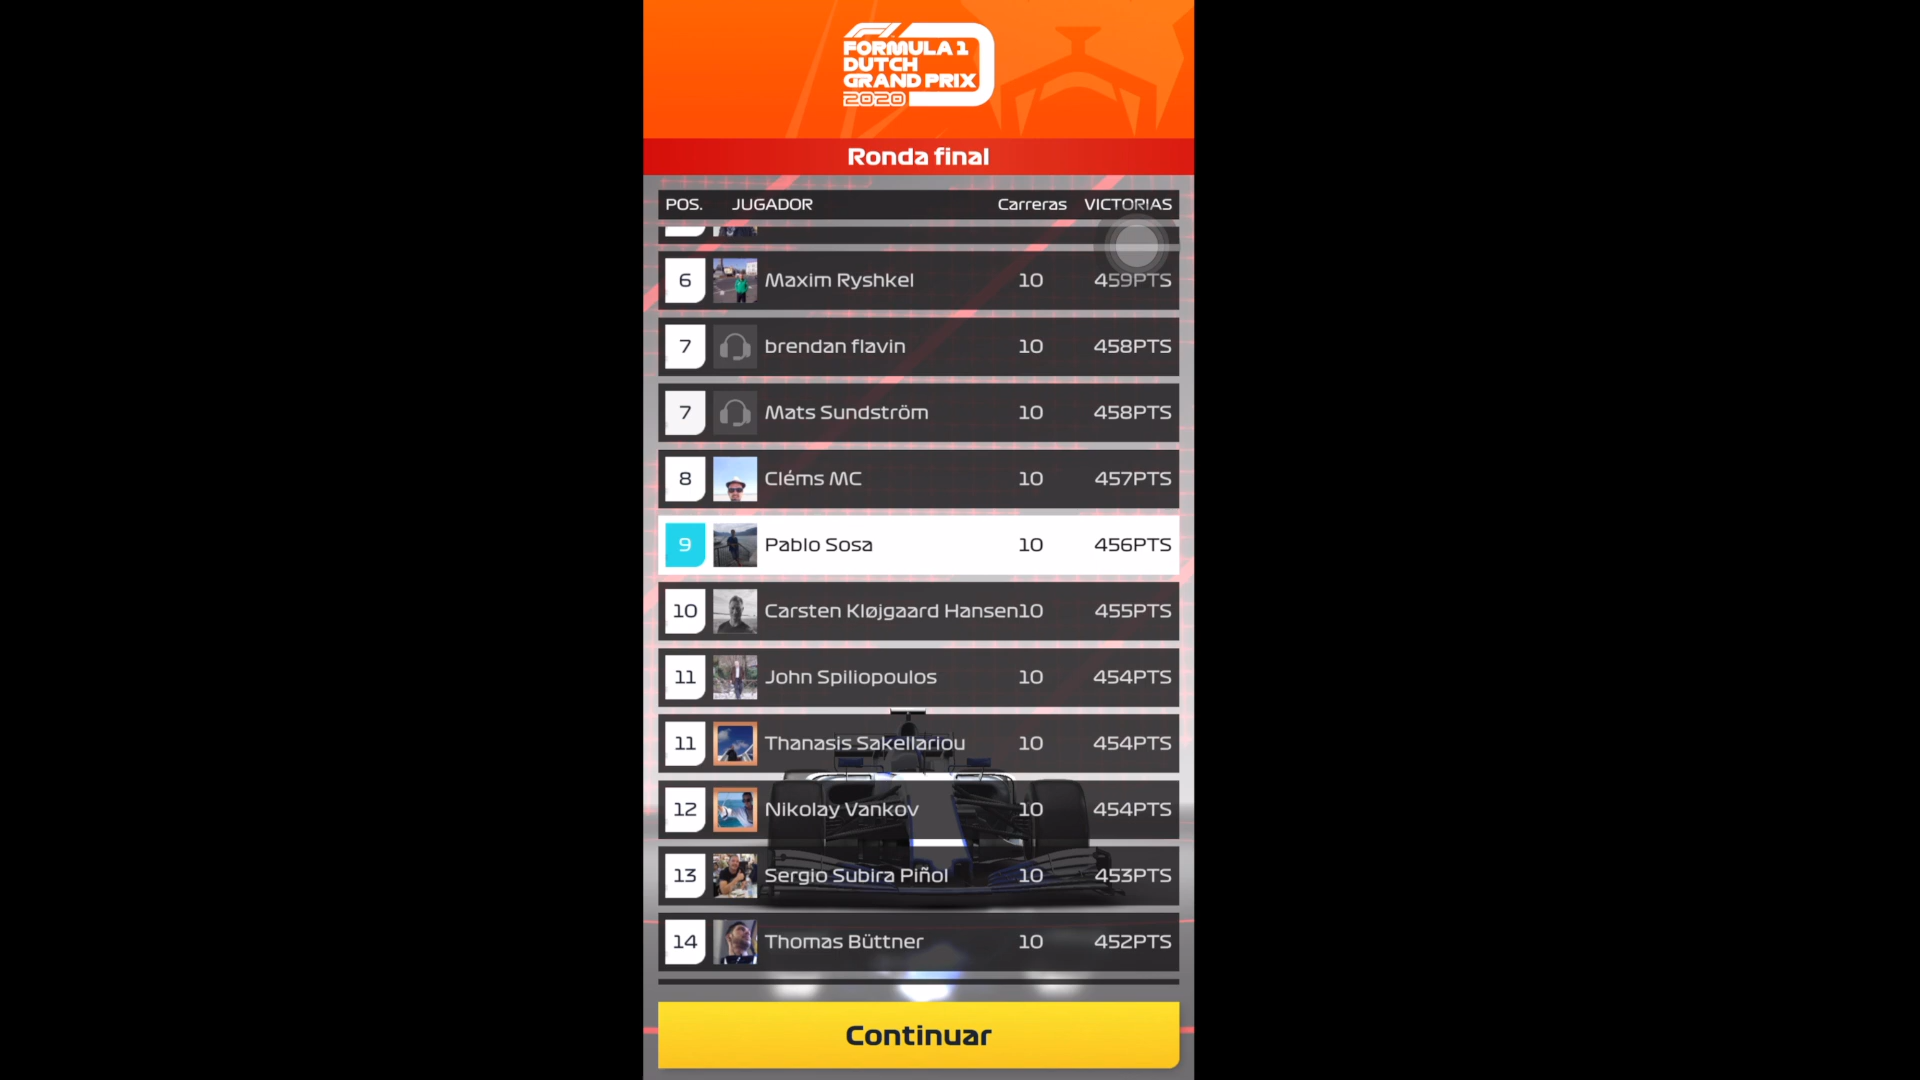 FORMULA 1
DUTCH
GRAND PRIX
2020
Ronda final
POS. JUGADOR Carreras VICTORIAS
6 Maxim Ryshkel 10 459PTS
7 brendan flavin 10 458PTS
7 Mats Sundström 10 458PTS
8 Cléms MC 10 457PTS
9 Pablo Sosa 10 456PTS
10 Carsten Kløjgaard Hansen 10 455PTS
11 John Spiliopoulos 10 454PTS
11 Thanasis Sakellariou 10 454PTS
12 Nikolay Vankov 10 454PTS
13 Sergio Subira Piñol 10 453PTS
14 Thomas Büttner 10 452PTS
Continuar